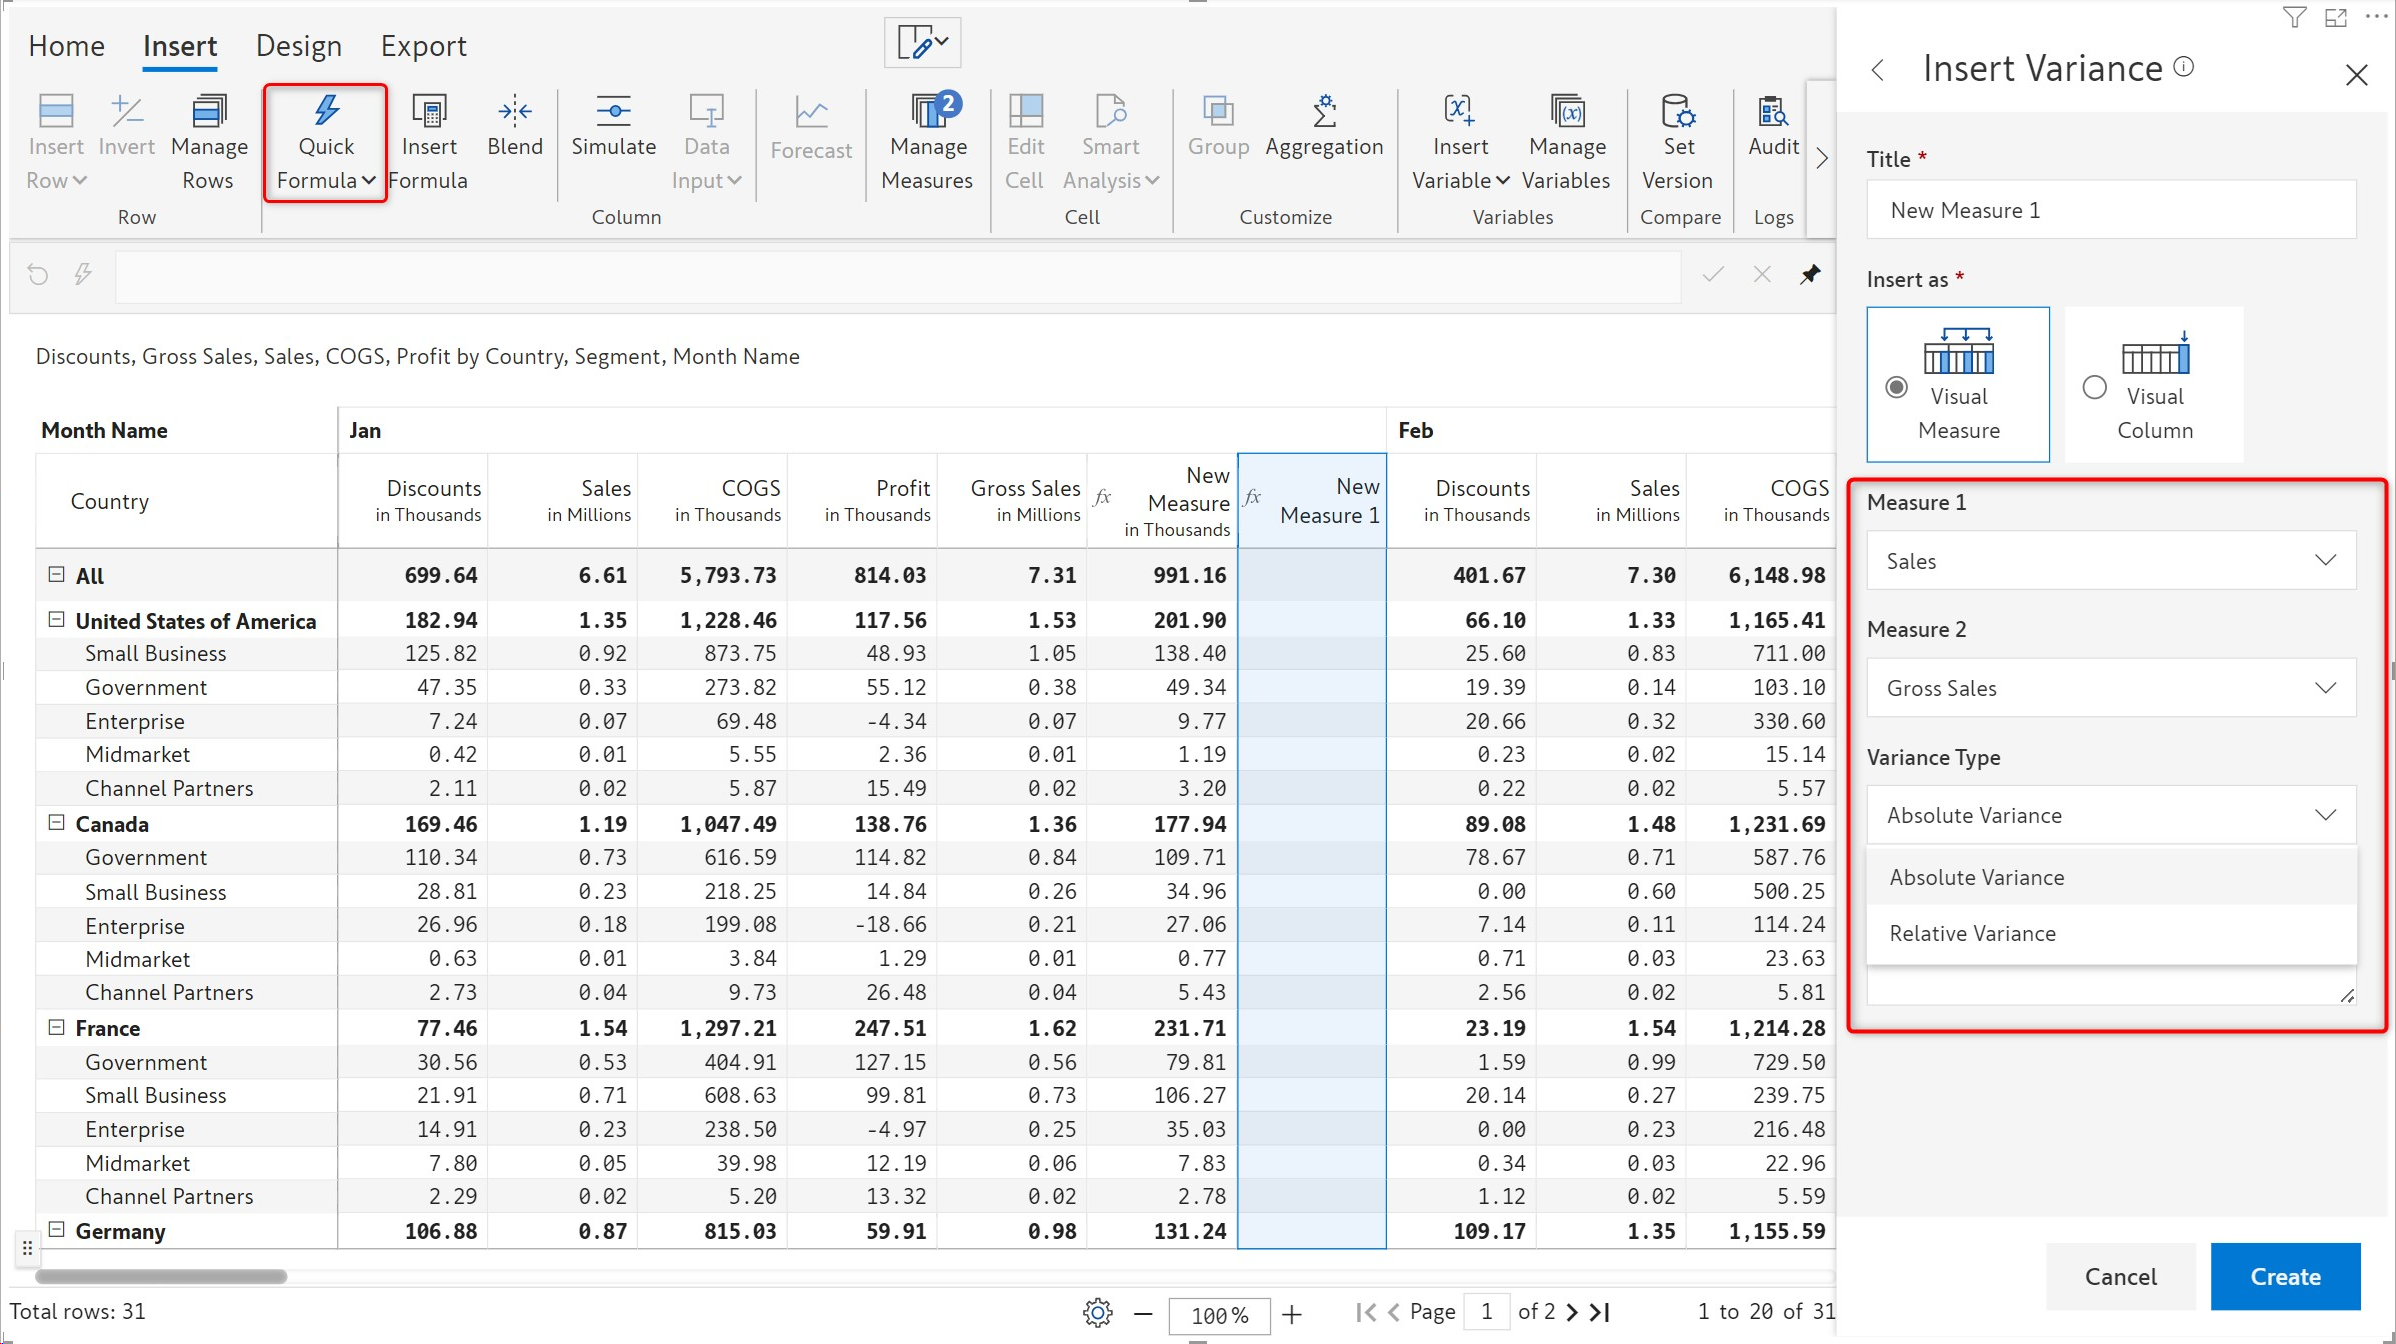 Home Insert Design Export
Insert Row
Invert
Manage Rows
Quick Formula
Insert Formula
Blend
Simulate
Data Input
Forecast
2
Manage Measures
Edit Cell
Smart Analysis
Group
Aggregation
Insert Variable
Manage Variables
Set Version
Audit
Row Column Cell Customize Variables Compare Logs
Discounts, Gross Sales, Sales, COGS, Profit by Country, Segment, Month Name
Month Name Jan Feb
Country
Discounts in Thousands
Sales in Millions
COGS in Thousands
Profit in Thousands
Gross Sales in Millions
fx New Measure in Thousands
fx New Measure 1
Discounts in Thousands
Sales in Millions
COGS in Thousands
All 699.64 6.61 5,793.73 814.03 7.31 991.16 401.67 7.30 6,148.98
United States of America 182.94 1.35 1,228.46 117.56 1.53 201.90 66.10 1.33 1,165.41
Small Business 125.82 0.92 873.75 48.93 1.05 138.40 25.60 0.83 711.00
Government 47.35 0.33 273.82 55.12 0.38 49.34 19.39 0.14 103.10
Enterprise 7.24 0.07 69.48 -4.34 0.07 9.77 20.66 0.32 330.60
Midmarket 0.42 0.01 5.55 2.36 0.01 1.19 0.23 0.02 15.14
Channel Partners 2.11 0.02 5.87 15.49 0.02 3.20 0.22 0.02 5.57
Canada 169.46 1.19 1,047.49 138.76 1.36 177.94 89.08 1.48 1,231.69
Government 110.34 0.73 616.59 114.82 0.84 109.71 78.67 0.71 587.76
Small Business 28.81 0.23 218.25 14.84 0.26 34.96 0.00 0.60 500.25
Enterprise 26.96 0.18 199.08 -18.66 0.21 27.06 7.14 0.11 114.24
Midmarket 0.63 0.01 3.84 1.29 0.01 0.77 0.71 0.03 23.63
Channel Partners 2.73 0.04 9.73 26.48 0.04 5.43 2.56 0.02 5.81
France 77.46 1.54 1,297.21 247.51 1.62 231.71 23.19 1.54 1,214.28
Government 30.56 0.53 404.91 127.15 0.56 79.81 1.59 0.99 729.50
Small Business 21.91 0.71 608.63 99.81 0.73 106.27 20.14 0.27 239.75
Enterprise 14.91 0.23 238.50 -4.97 0.25 35.03 0.00 0.23 216.48
Midmarket 7.80 0.05 39.98 12.19 0.06 7.83 0.34 0.03 22.96
Channel Partners 2.29 0.02 5.20 13.32 0.02 2.78 1.12 0.02 5.59
Germany 106.88 0.87 815.03 59.91 0.98 131.24 109.17 1.35 1,155.59
Total rows: 31
100 %
Page 1 of 2
1 to 20 of 31
Insert Variance
Title *
New Measure 1
Insert as *
Visual Measure
Visual Column
Measure 1
Sales
Measure 2
Gross Sales
Variance Type
Absolute Variance
Absolute Variance
Relative Variance
Cancel Create